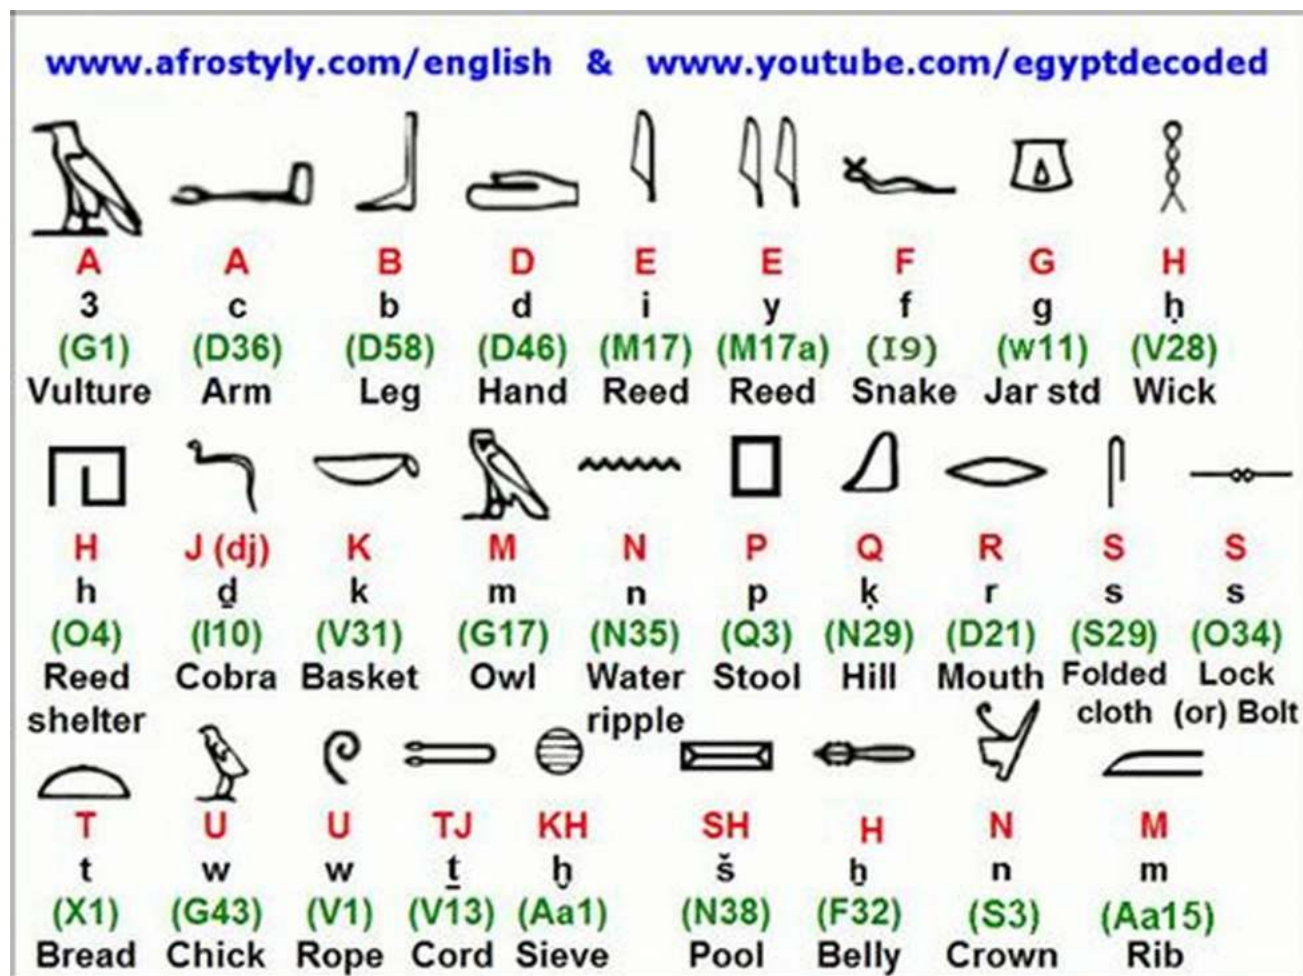 www.afrostyly.com/english & www.youtube.com/egyptdecoded
A A B D E E F G H
3 c b d i y f g ḥ
(G1) (D36) (D58) (D46) (M17) (M17a) (I9) (w11) (V28)
Vulture Arm Leg Hand Reed Reed Snake Jar std Wick
H J (dj) K M N P Q R S S
h ḏ k m n p ḳ r s s
(O4) (I10) (V31) (G17) (N35) (Q3) (N29) (D21) (S29) (O34)
Reed Cobra Basket Owl Water Stool Hill Mouth Folded Lock
shelter ripple cloth (or) Bolt
T U U TJ KH SH H N M
t w w ṯ ḫ š ẖ n m
(X1) (G43) (V1) (V13) (Aa1) (N38) (F32) (S3) (Aa15)
Bread Chick Rope Cord Sieve Pool Belly Crown Rib